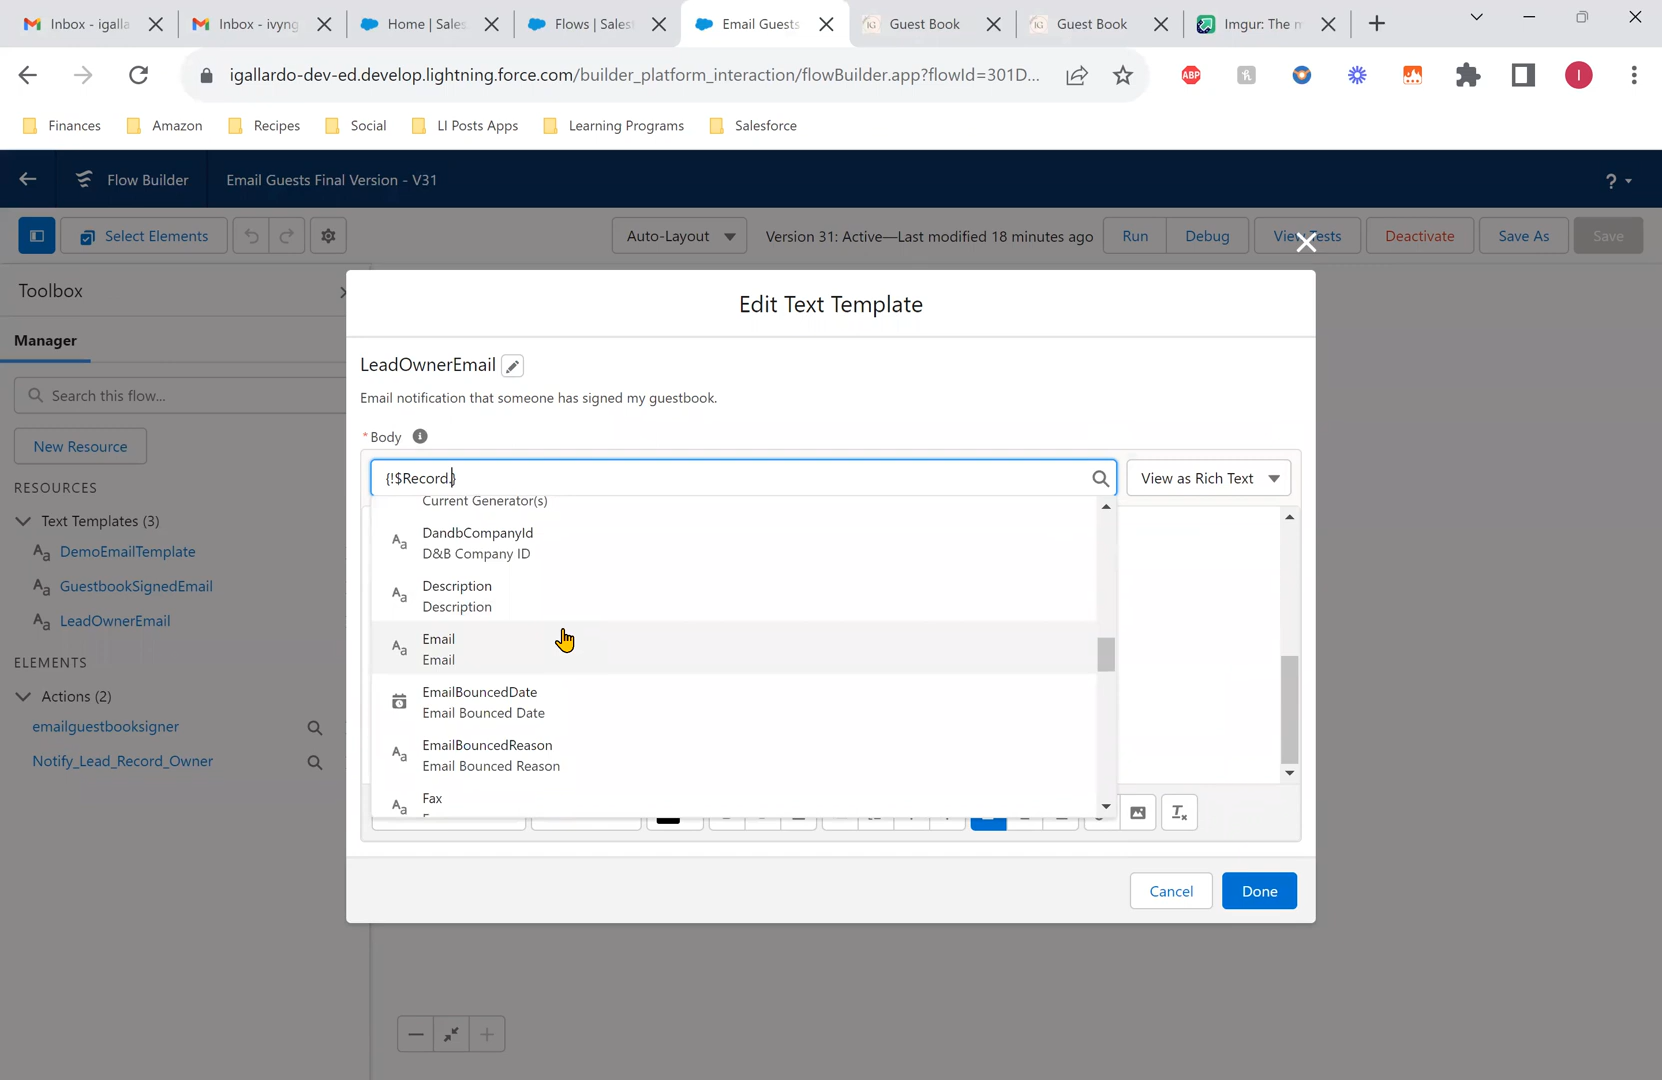 Inbox - igalla
Inbox - ivyng
Home | Sales
Flows | Salest
Email Guests
Guest Book
Guest Book
Imgur: The m
igallardo-dev-ed.develop.lightning.force.com/builder_platform_interaction/flowBuilder.app?flowId=301D...
ABP
I
Finances
Amazon
Recipes
Social
LI Posts Apps
Learning Programs
Salesforce
Flow Builder
Email Guests Final Version - V31
?
Select Elements
Auto-Layout
Version 31: Active—Last modified 18 minutes ago
Run
Debug
View Tests
Deactivate
Save As
Save
Toolbox
Manager
Search this flow...
New Resource
RESOURCES
Text Templates (3)
DemoEmailTemplate
GuestbookSignedEmail
LeadOwnerEmail
ELEMENTS
Actions (2)
emailguestbooksigner
Notify_Lead_Record_Owner
Edit Text Template
LeadOwnerEmail
Email notification that someone has signed my guestbook.
* Body
{!$Record.}
View as Rich Text
Current Generator(s)
DandbCompanyId
D&B Company ID
Description
Description
Email
Email
EmailBouncedDate
Email Bounced Date
EmailBouncedReason
Email Bounced Reason
Fax
Cancel
Done